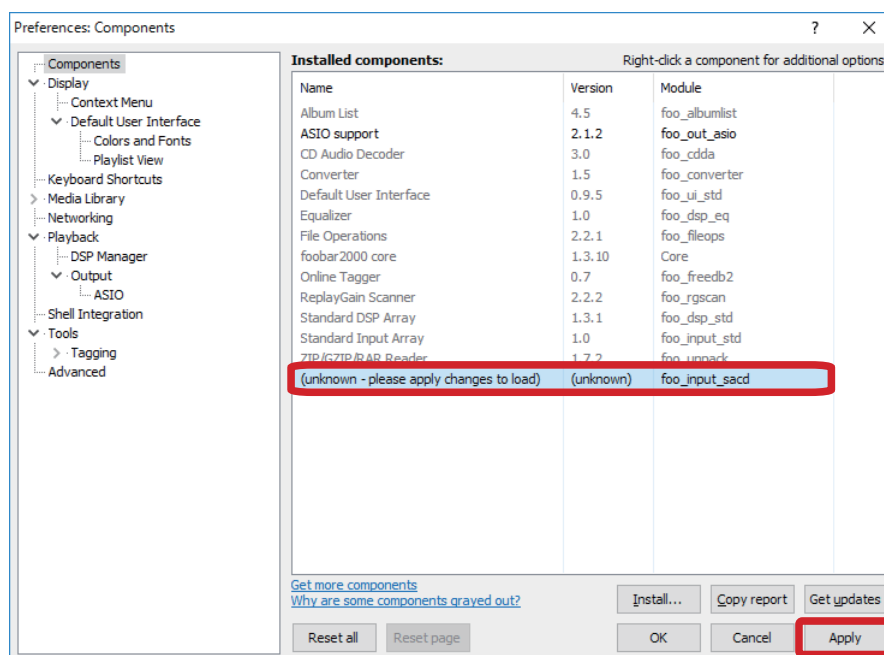 Preferences: Components
?
Components
Display
Context Menu
Default User Interface
Colors and Fonts
Playlist View
Keyboard Shortcuts
Media Library
Networking
Playback
DSP Manager
Output
ASIO
Shell Integration
Tools
Tagging
Advanced
Installed components: Right-click a component for additional options
Name Version Module
Album List 4.5 foo_albumlist
ASIO support 2.1.2 foo_out_asio
CD Audio Decoder 3.0 foo_cdda
Converter 1.5 foo_converter
Default User Interface 0.9.5 foo_ui_std
Equalizer 1.0 foo_dsp_eq
File Operations 2.2.1 foo_fileops
foobar2000 core 1.3.10 Core
Online Tagger 0.7 foo_freedb2
ReplayGain Scanner 2.2.2 foo_rgscan
Standard DSP Array 1.3.1 foo_dsp_std
Standard Input Array 1.0 foo_input_std
ZIP/GZIP/RAR Reader 1.7.2 foo_unpack
(unknown - please apply changes to load) (unknown) foo_input_sacd
Get more components
Why are some components grayed out?
Install... Copy report Get updates
Reset all Reset page OK Cancel Apply